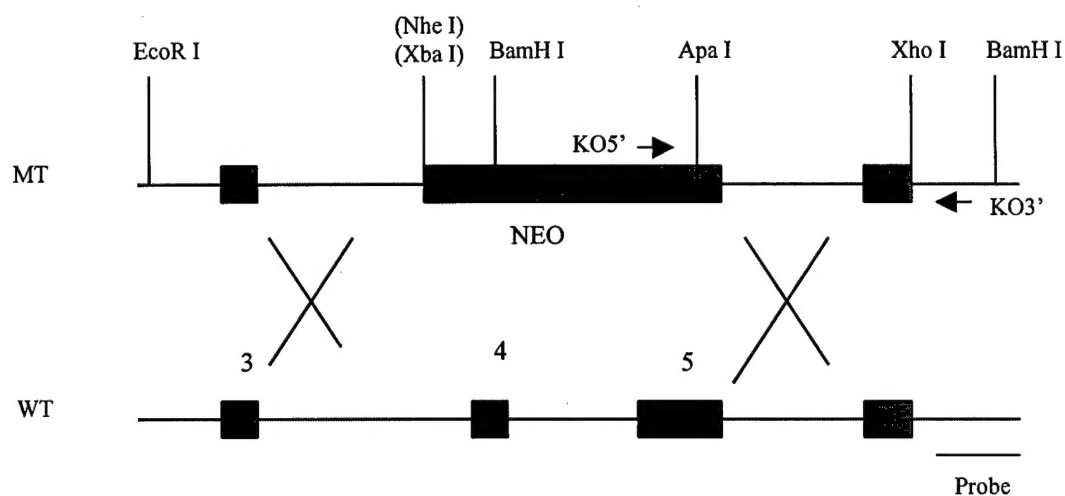 (Nhe I)
EcoR I (Xba I) BamH I Apa I Xho I BamH I
KO5’
MT
KO3’
NEO
3 4 5
WT
Probe